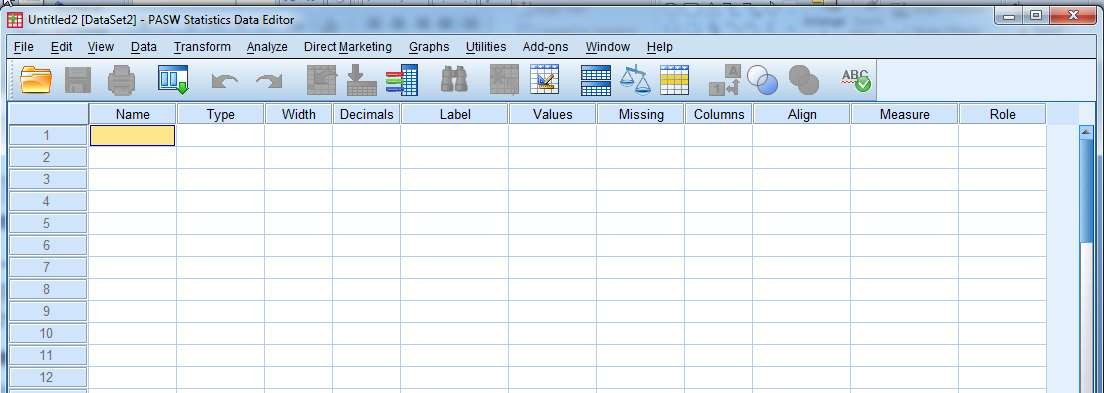 Untitled2 [DataSet2] - PASW Statistics Data Editor
File Edit View Data Transform Analyze Direct Marketing Graphs Utilities Add-ons Window Help
A
1
ABC
Name Type Width Decimals Label Values Missing Columns Align Measure Role
1
2
3
4
5
6
7
8
9
10
11
12